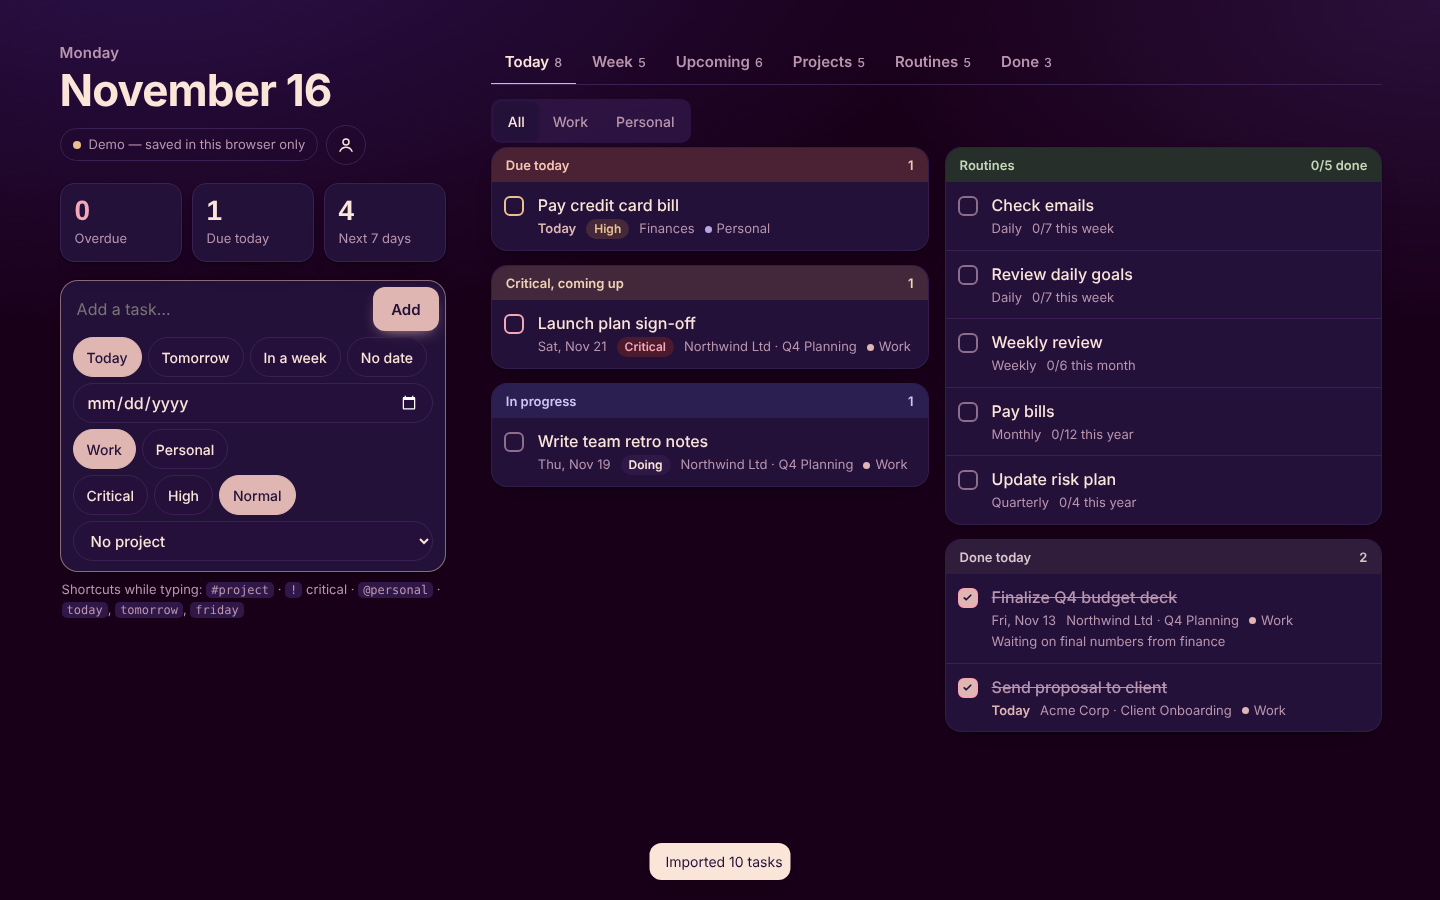 Monday
November 16
Demo — saved in this browser only
0
Overdue
1
Due today
4
Next 7 days
Add a task...
Add
Today Tomorrow In a week No date
mm/dd/yyyy
Work Personal
Critical High Normal
No project
Shortcuts while typing: #project · ! critical · @personal ·
today, tomorrow, friday
Today 8 Week 5 Upcoming 6 Projects 5 Routines 5 Done 3
All Work Personal
Due today 1
Pay credit card bill
Today High Finances Personal
Critical, coming up 1
Launch plan sign-off
Sat, Nov 21 Critical Northwind Ltd · Q4 Planning Work
In progress 1
Write team retro notes
Thu, Nov 19 Doing Northwind Ltd · Q4 Planning Work
Routines 0/5 done
Check emails
Daily 0/7 this week
Review daily goals
Daily 0/7 this week
Weekly review
Weekly 0/6 this month
Pay bills
Monthly 0/12 this year
Update risk plan
Quarterly 0/4 this year
Done today 2
Finalize Q4 budget deck
Fri, Nov 13 Northwind Ltd · Q4 Planning Work
Waiting on final numbers from finance
Send proposal to client
Today Acme Corp · Client Onboarding Work
Imported 10 tasks